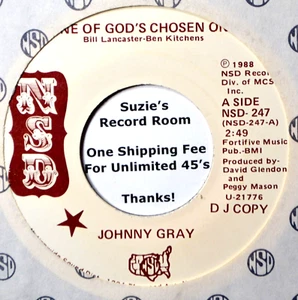 NE OF GOD'S CHOSEN O
Bill Lancaster-Ben Kitchens
NSD
℗ 1988
NSD Recor
Div. of MCS
Inc.
A SIDE
NSD- 247
(NSD-247-A)
2:49
Fortifive Music
Pub.-BMI
Produced by
David Glendon
and
Peggy Mason
U-21776
D J COPY
Suzie's
Record Room
One Shipping Fee
For Unlimited 45's
Thanks!
JOHNNY GRAY
NSD